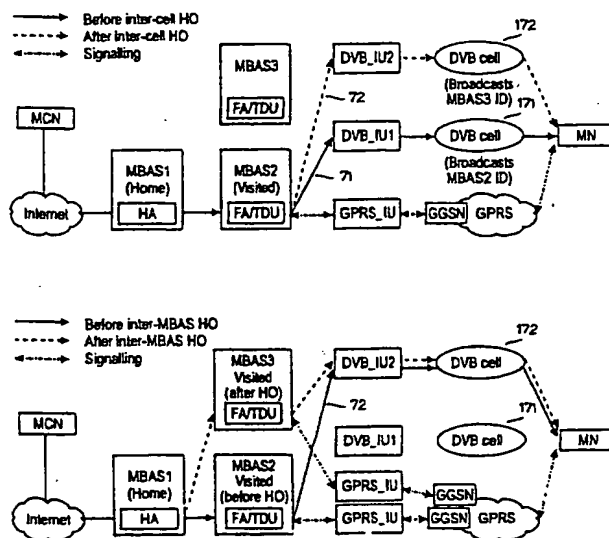 Before inter-cell HO
After inter-cell HO
Signalling
MCN
Internet
MBAS1
(Home)
HA
MBAS3
FA/TDU
MBAS2
(Visited)
FA/TDU
72
71
DVB_IU2
DVB_IU1
GPRS_IU
172
DVB cell
(Broadcasts
MBAS3 ID)
171
DVB cell
(Broadcasts
MBAS2 ID)
GGSN
GPRS
MN
Before inter-MBAS HO
After inter-MBAS HO
Signalling
MCN
Internet
MBAS1
(Home)
HA
MBAS3
Visited
(after HO)
FA/TDU
MBAS2
Visited
(before HO)
FA/TDU
72
DVB_IU2
DVB_IU1
GPRS_IU
GPRS_IU
172
DVB cell
171
DVB cell
GGSN
GGSN
GPRS
MN